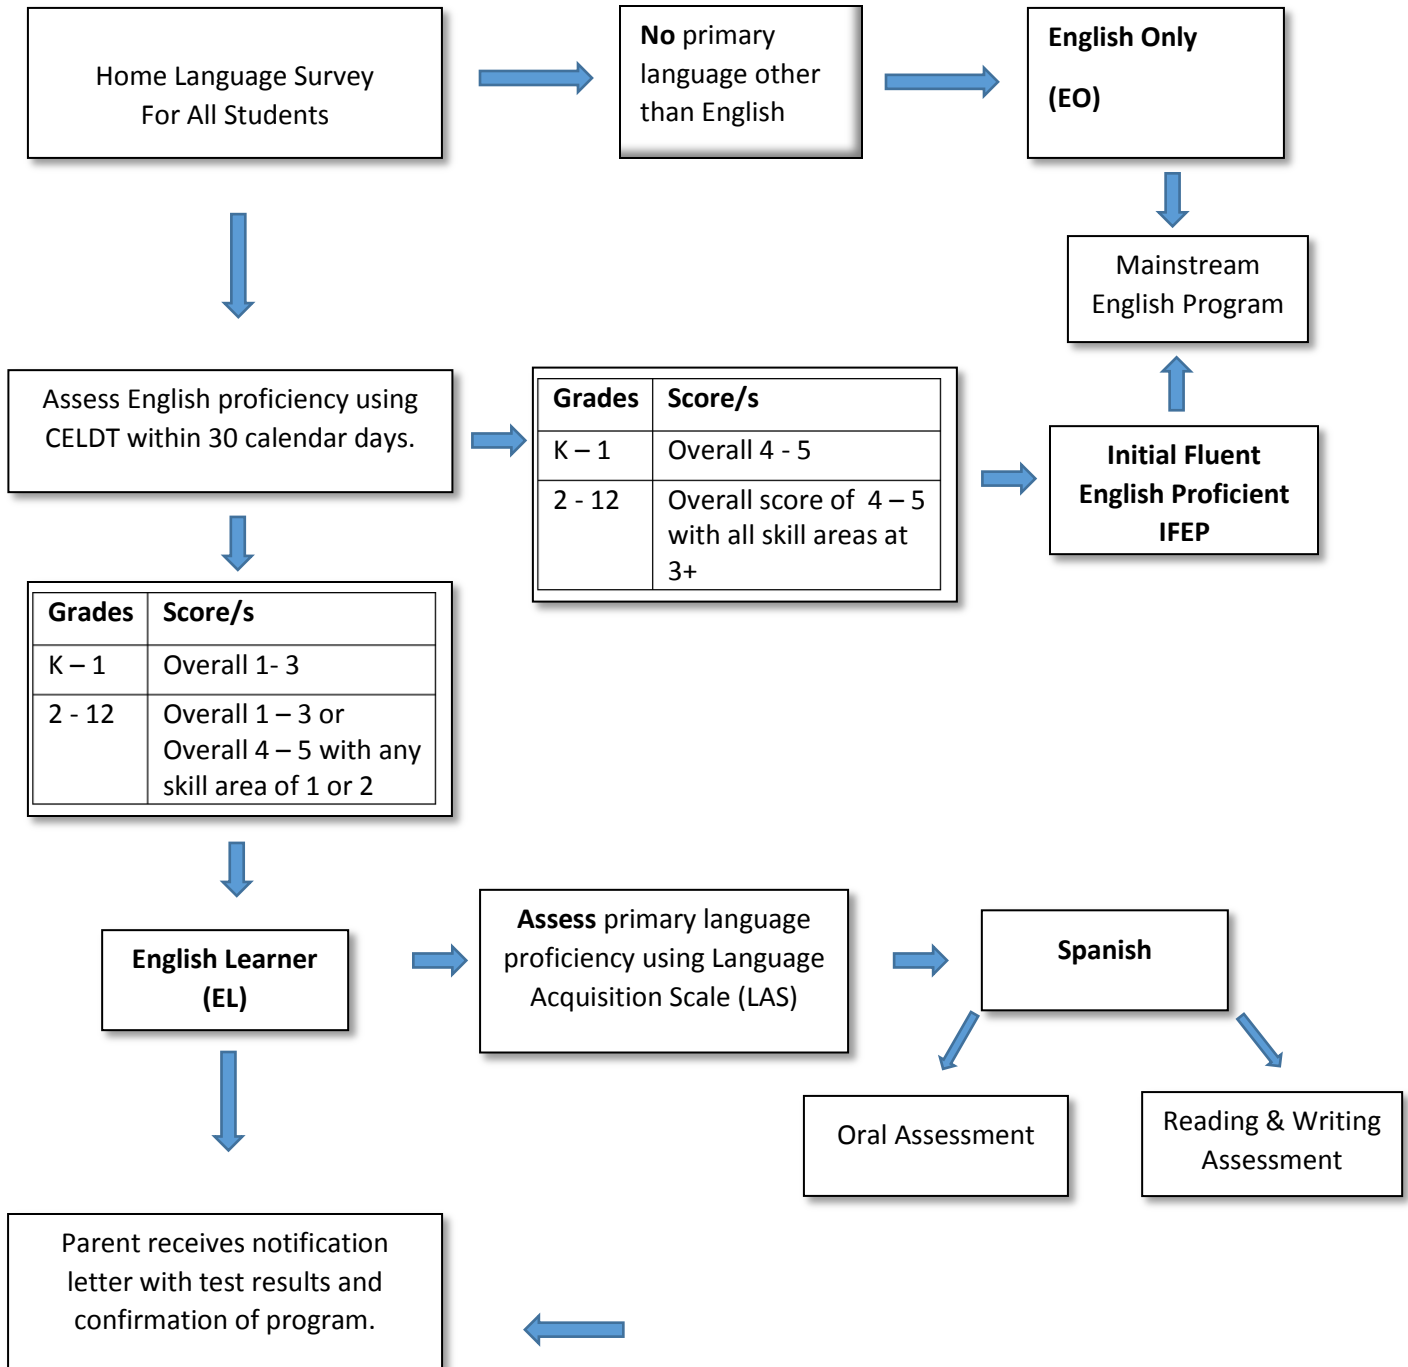 Home Language Survey
For All Students
No primary
language other
than English
English Only
(EO)
Mainstream
English Program
Assess English proficiency using
CELDT within 30 calendar days.
Grades Score/s
K – 1 Overall 4 - 5
2 - 12 Overall score of 4 – 5
with all skill areas at
3+
Initial Fluent
English Proficient
IFEP
Grades Score/s
K – 1 Overall 1- 3
2 - 12 Overall 1 – 3 or
Overall 4 – 5 with any
skill area of 1 or 2
English Learner
(EL)
Assess primary language
proficiency using Language
Acquisition Scale (LAS)
Spanish
Oral Assessment
Reading & Writing
Assessment
Parent receives notification
letter with test results and
confirmation of program.